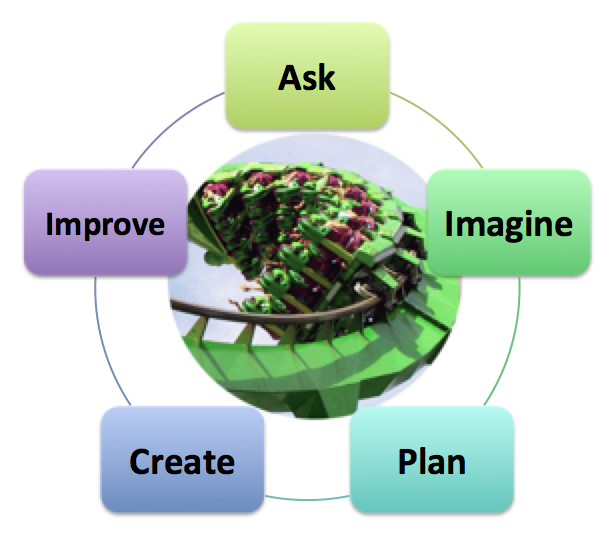 Ask
Imagine
Plan
Create
Improve